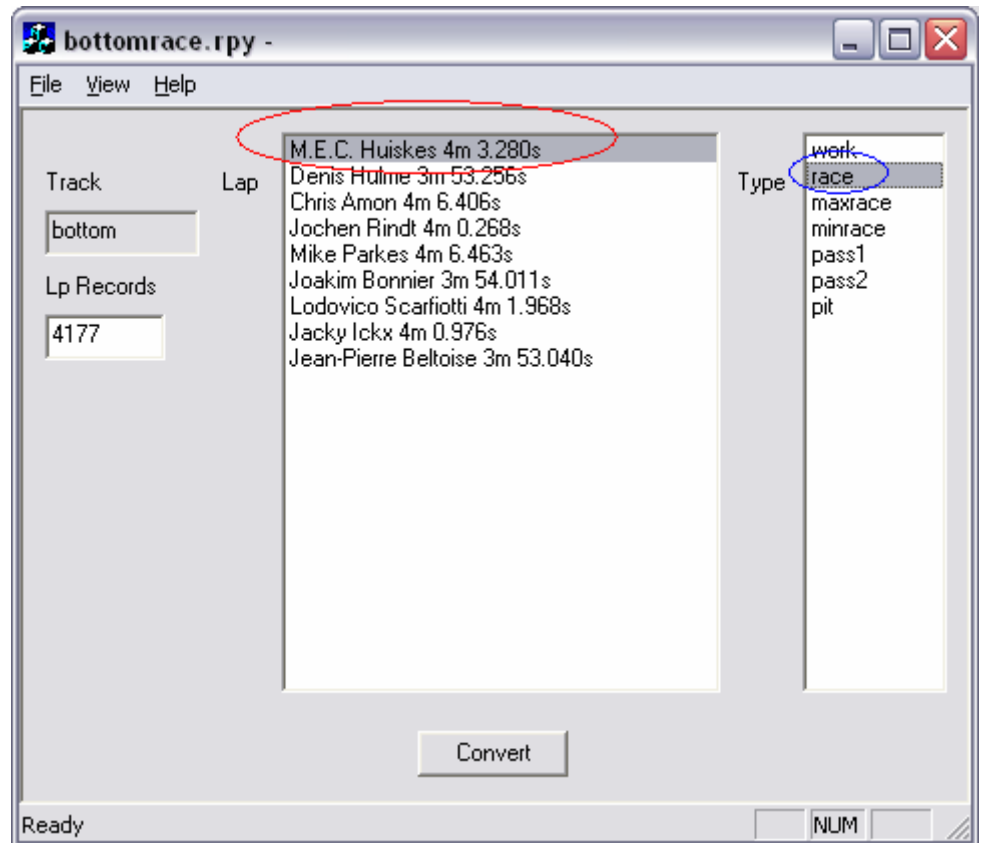 bottomrace.rpy -
File View Help
Track
bottom
Lp Records
4177
Lap
M.E.C. Huiskes 4m 3.280s
Denis Hulme 3m 53.256s
Chris Amon 4m 6.406s
Jochen Rindt 4m 0.268s
Mike Parkes 4m 6.463s
Joakim Bonnier 3m 54.011s
Lodovico Scarfiotti 4m 1.968s
Jacky Ickx 4m 0.976s
Jean-Pierre Beltoise 3m 53.040s
Type
work
race
maxrace
minrace
pass1
pass2
pit
Convert
Ready
NUM